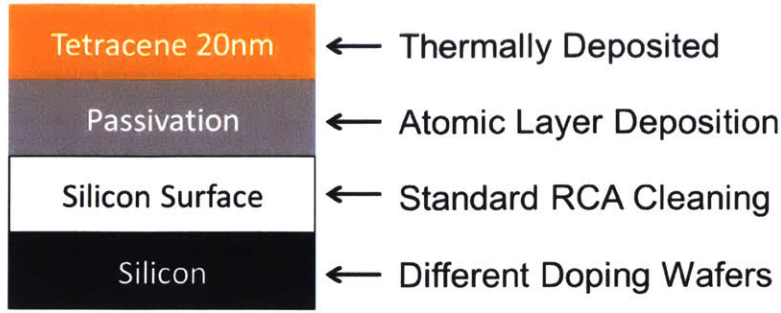 Tetracene 20nm ← Thermally Deposited
Passivation ← Atomic Layer Deposition
Silicon Surface ← Standard RCA Cleaning
Silicon ← Different Doping Wafers